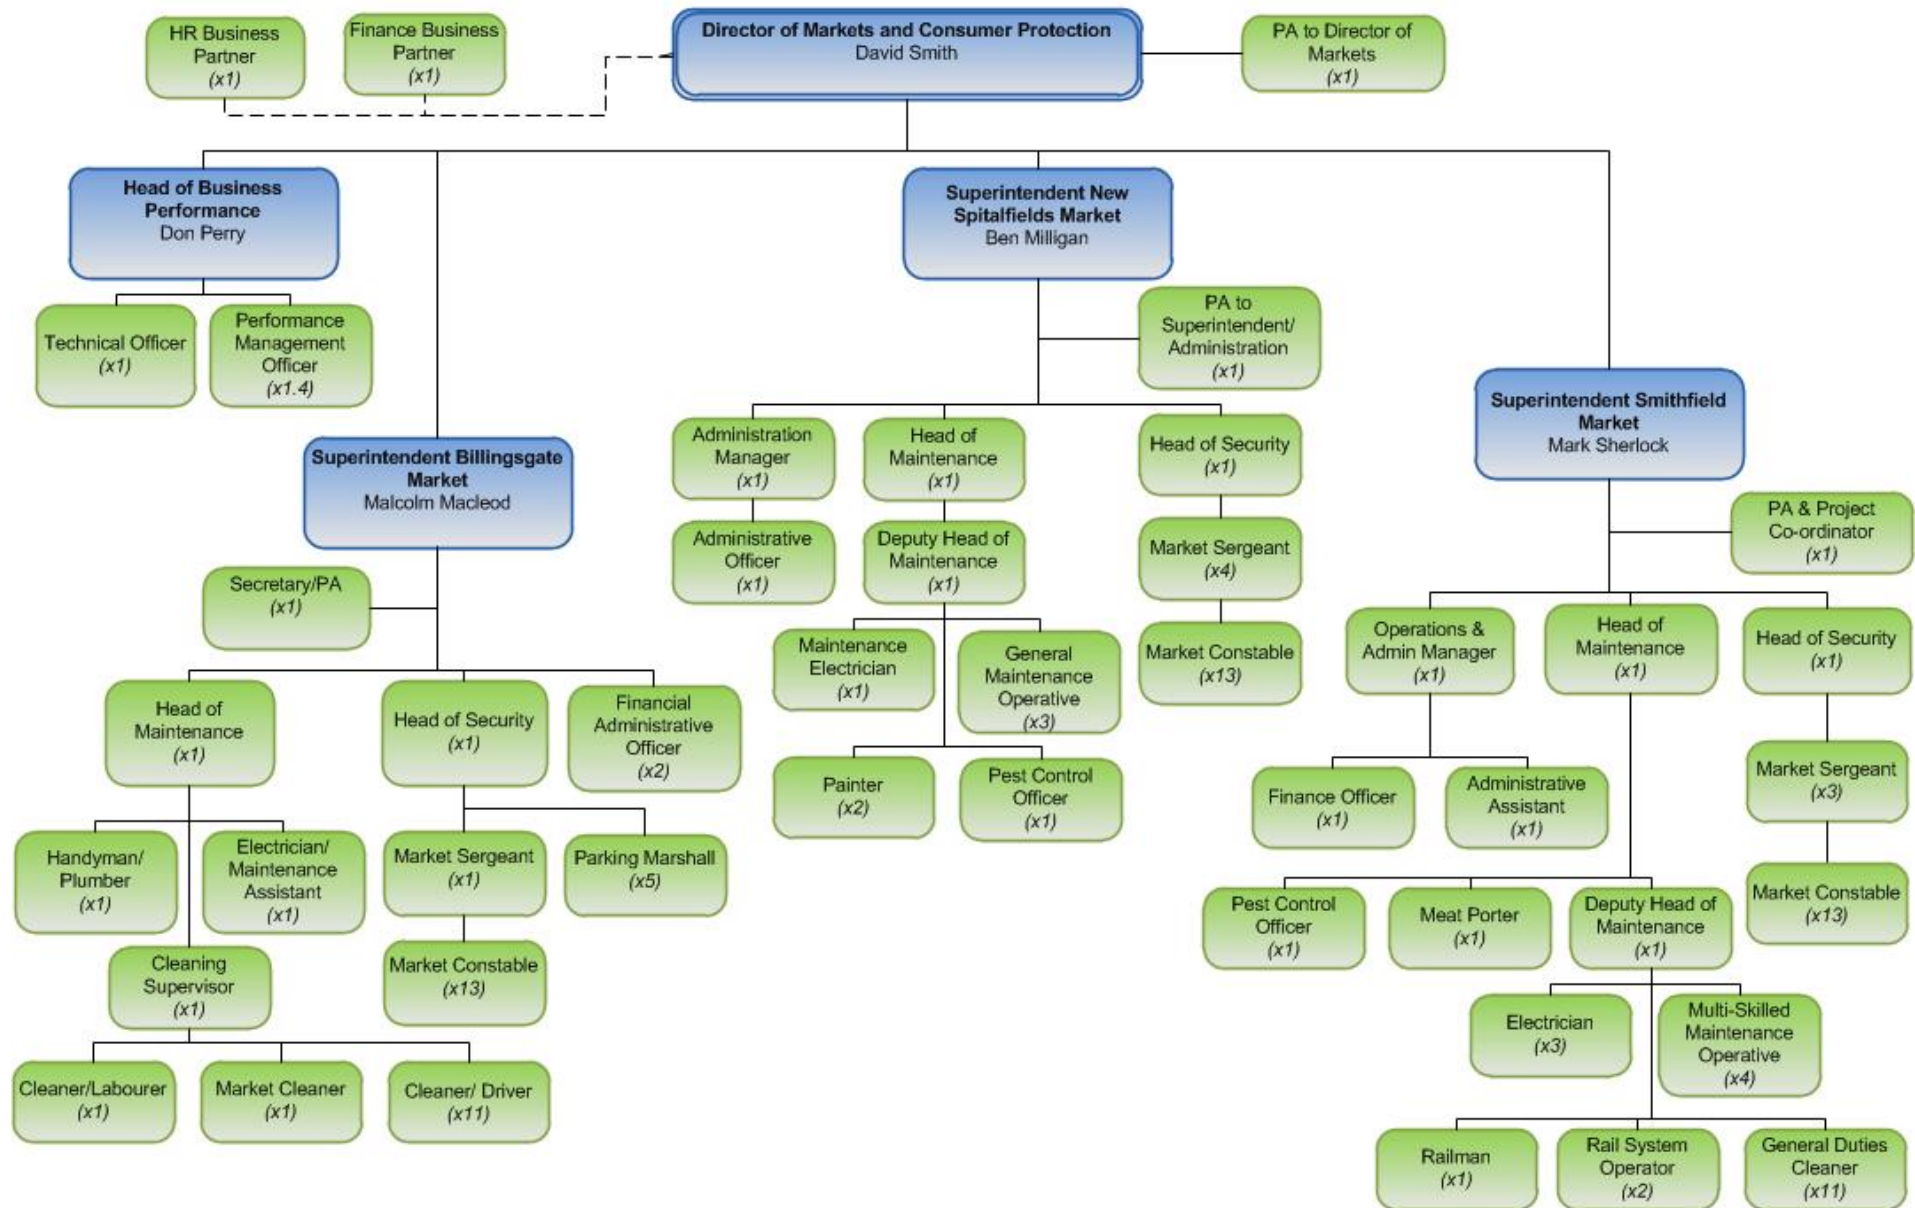 HR Business
Partner
(x1)
Finance Business
Partner
(x1)
Director of Markets and Consumer Protection
David Smith
PA to Director of
Markets
(x1)
Head of Business
Performance
Don Perry
Technical Officer
(x1)
Performance
Management
Officer
(x1.4)
Superintendent Billingsgate
Market
Malcolm Macleod
Secretary/PA
(x1)
Head of
Maintenance
(x1)
Head of Security
(x1)
Financial
Administrative
Officer
(x2)
Handyman/
Plumber
(x1)
Electrician/
Maintenance
Assistant
(x1)
Market Sergeant
(x1)
Parking Marshall
(x5)
Cleaning
Supervisor
(x1)
Market Constable
(x13)
Cleaner/Labourer
(x1)
Market Cleaner
(x1)
Cleaner/ Driver
(x11)
Superintendent New
Spitalfields Market
Ben Milligan
PA to
Superintendent/
Administration
(x1)
Administration
Manager
(x1)
Head of
Maintenance
(x1)
Head of Security
(x1)
Administrative
Officer
(x1)
Deputy Head of
Maintenance
(x1)
Market Sergeant
(x4)
Maintenance
Electrician
(x1)
General
Maintenance
Operative
(x3)
Market Constable
(x13)
Painter
(x2)
Pest Control
Officer
(x1)
Superintendent Smithfield
Market
Mark Sherlock
PA & Project
Co-ordinator
(x1)
Operations &
Admin Manager
(x1)
Head of
Maintenance
(x1)
Head of Security
(x1)
Finance Officer
(x1)
Administrative
Assistant
(x1)
Market Sergeant
(x3)
Market Constable
(x13)
Pest Control
Officer
(x1)
Meat Porter
(x1)
Deputy Head of
Maintenance
(x1)
Electrician
(x3)
Multi-Skilled
Maintenance
Operative
(x4)
Railman
(x1)
Rail System
Operator
(x2)
General Duties
Cleaner
(x11)